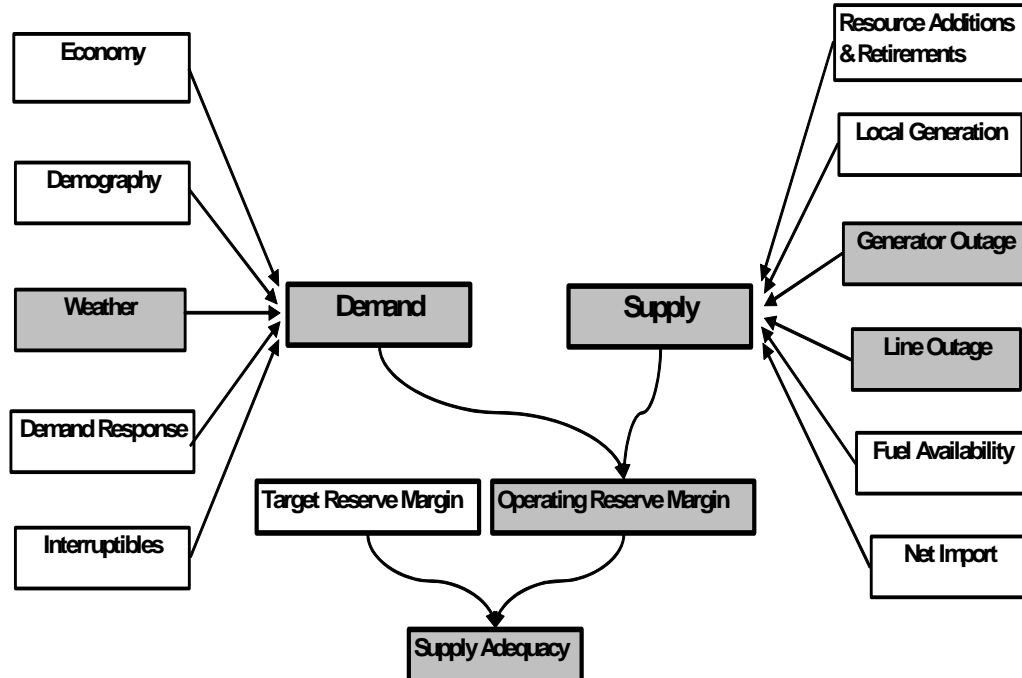 Economy
Demography
Weather
Demand Response
Interruptibles
Demand
Supply
Resource Additions
& Retirements
Local Generation
Generator Outage
Line Outage
Fuel Availability
Net Import
Target Reserve Margin
Operating Reserve Margin
Supply Adequacy